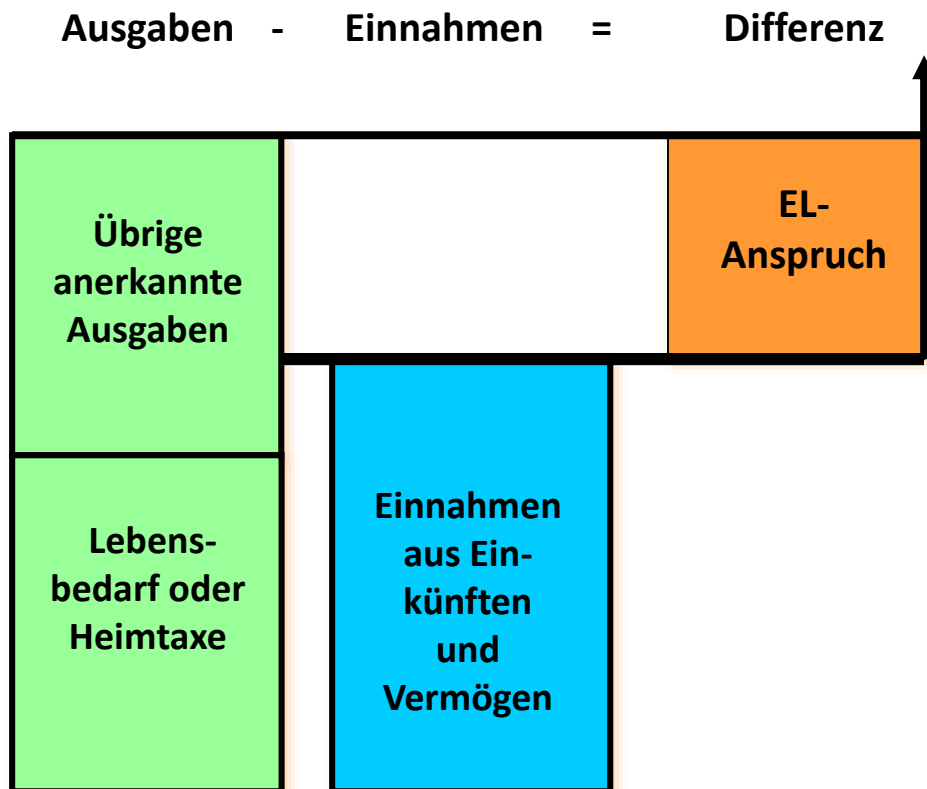 Ausgaben - Einnahmen = Differenz
Übrige
anerkannte
Ausgaben
EL-
Anspruch
Lebens-
bedarf oder
Heimtaxe
Einnahmen
aus Ein-
künften
und
Vermögen